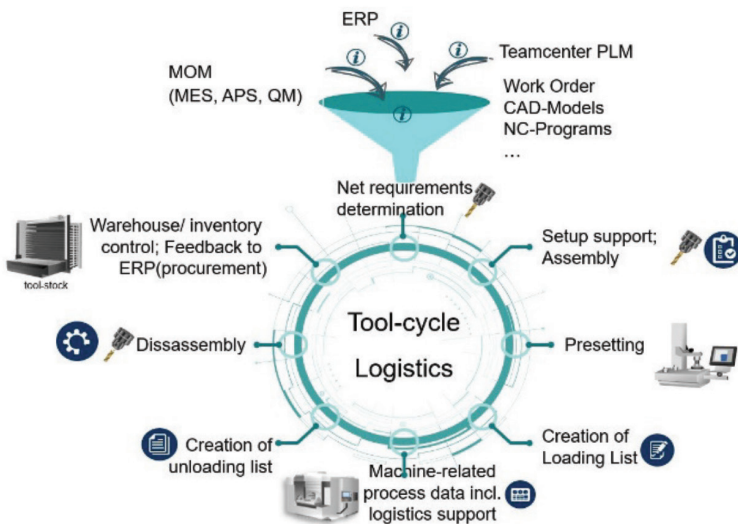 ERP
Teamcenter PLM
MOM
(MES, APS, QM)
Work Order
CAD-Models
NC-Programs
...
Net requirements
determination
Warehouse/ inventory
control; Feedback to
ERP(procurement)
tool-stock
Setup support;
Assembly
Tool-cycle
Logistics
Dissassembly
Presetting
Creation of
unloading list
Creation of
Loading List
Machine-related
process data incl.
logistics support